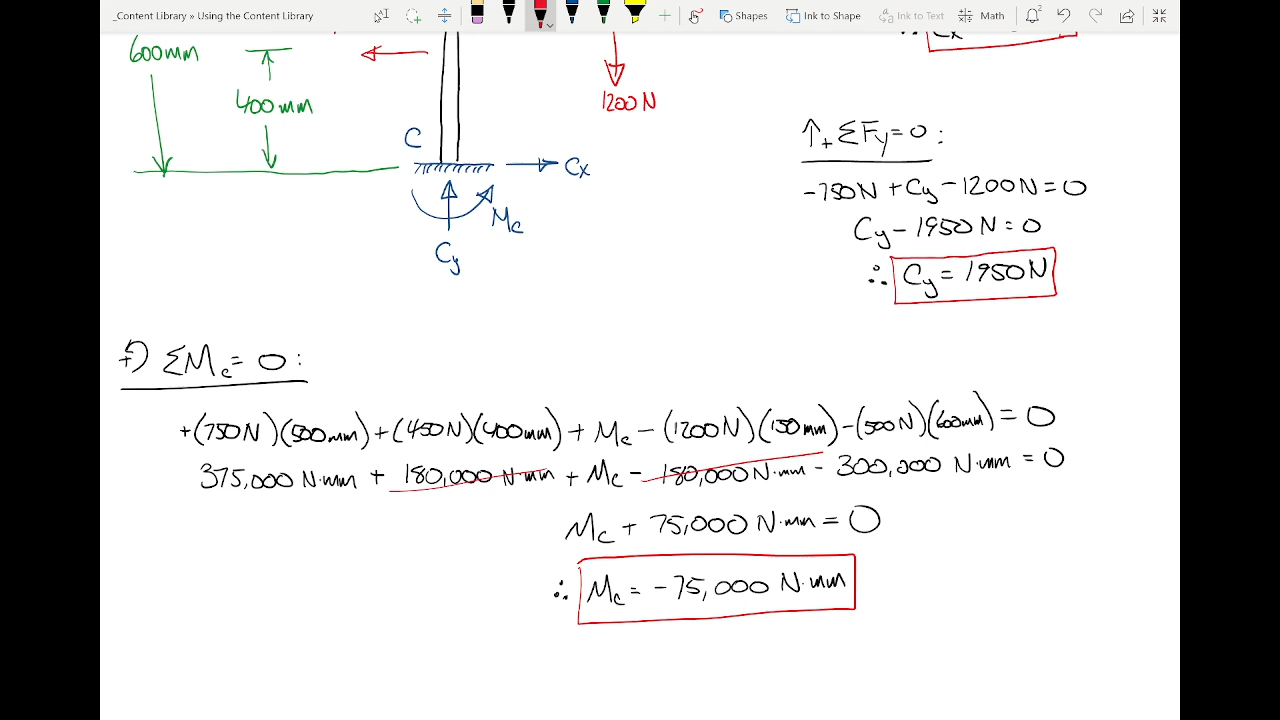 _Content Library » Using the Content Library
Shapes
Ink to Shape
Ink to Text
Math
600mm
400mm
1200N
C
Cx
Mc
Cy
∴ Cx
↑+ ΣFy=0:
-750N + Cy - 1200N = 0
Cy - 1950N = 0
∴ Cy = 1950N
+) ΣMc = 0:
+(750N)(500mm)+(450N)(400mm) + Mc - (1200N)(150mm) - (500N)(600mm) = 0
375,000 N·mm + 180,000 N·mm + Mc - 180,000 N·mm - 300,000 N·mm = 0
Mc + 75,000 N·mm = 0
∴ Mc = -75,000 N·mm